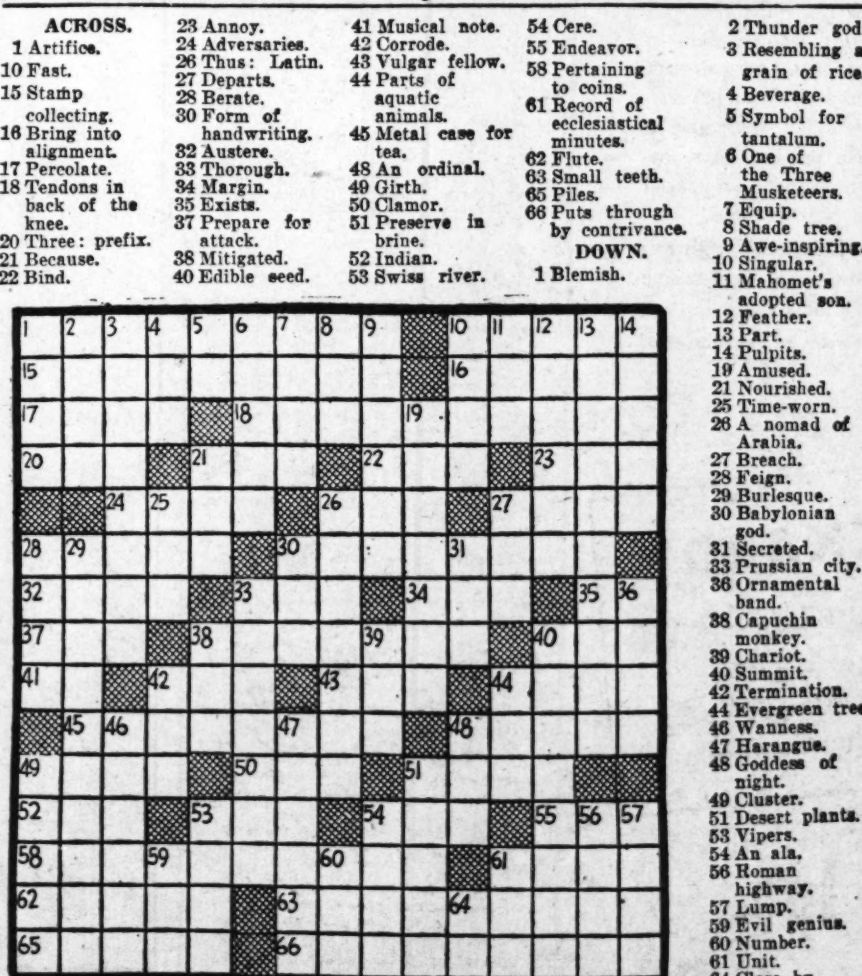 ACROSS.
1 Artifice.
10 Fast.
15 Stamp
collecting.
16 Bring into
alignment.
17 Percolate.
18 Tendons in
back of the
knee.
20 Three: prefix.
21 Because.
22 Bind.
23 Annoy.
24 Adversaries.
26 Thus: Latin.
27 Departs.
28 Berate.
30 Form of
handwriting.
32 Austere.
33 Thorough.
34 Margin.
35 Exists.
37 Prepare for
attack.
38 Mitigated.
40 Edible seed.
41 Musical note.
42 Corrode.
43 Vulgar fellow.
44 Parts of
aquatic
animals.
45 Metal case for
tea.
48 An ordinal.
49 Girth.
50 Clamor.
51 Preserve in
brine.
52 Indian.
53 Swiss river.
54 Cere.
55 Endeavor.
58 Pertaining
to coins.
61 Record of
ecclesiastical
minutes.
62 Flute.
63 Small teeth.
65 Piles.
66 Puts through
by contrivance.
DOWN.
1 Blemish.
2 Thunder god
3 Resembling a
grain of rice
4 Beverage.
5 Symbol for
tantalum.
6 One of
the Three
Musketeers.
7 Equip.
8 Shade tree.
9 Awe-inspiring.
10 Singular.
11 Mahomet's
adopted son.
12 Feather.
13 Part.
14 Pulpits.
19 Amused.
21 Nourished.
25 Time-worn.
26 A nomad of
Arabia.
27 Breach.
28 Feign.
29 Burlesque.
30 Babylonian
god.
31 Secreted.
33 Prussian city.
36 Ornamental
band.
38 Capuchin
monkey.
39 Chariot.
40 Summit.
42 Termination.
44 Evergreen tree
46 Wanness.
47 Harangue.
48 Goddess of
night.
49 Cluster.
51 Desert plants.
53 Vipers.
54 An ala.
56 Roman
highway.
57 Lump.
59 Evil genius.
60 Number.
61 Unit.
1 2 3 4 5 6 7 8 9 10 11 12 13 14
15 16
17 18 19
20 21 22 23
24 25 26 27
28 29 30 31
32 33 34 35 36
37 38 39 40
41 42 43 44
45 46 47 48
49 50 51
52 53 54 55 56 57
58 59 60 61
62 63 64
65 66